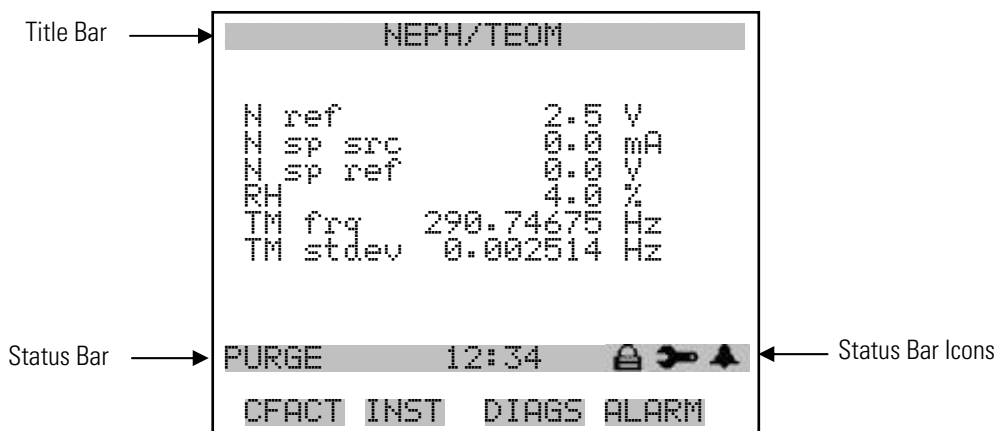 Title Bar
NEPH/TEOM
N ref 2.5 V
N sp src 0.0 mA
N sp ref 0.0 V
RH 4.0 %
TM frq 290.74675 Hz
TM stdev 0.002514 Hz
Status Bar
PURGE 12:34
Status Bar Icons
CFACT INST DIAGS ALARM